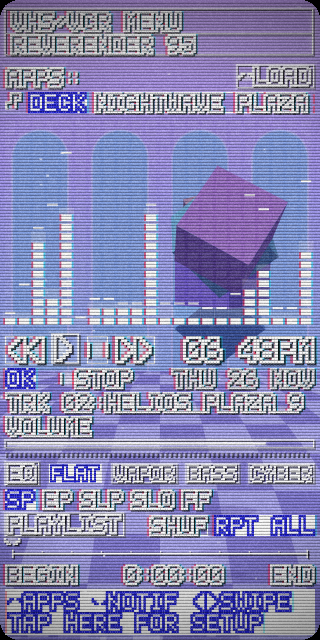 VHS/VCR MENU
REWERENDER '95
APPS:: LOAD
DECK NIGHTWAVE PLAZA
06 48PM
OK STOP THU 26 NOV
TRK 02:HELIOS PLAZA 9
VOLUME
EQ FLAT VAPOR BASS CYBER
SP EP SLP SLO FF
PLAYLIST SHUF RPT ALL
BEGIN 0:00:00 END
APPS NOTIF SWIPE
TAP HERE FOR SETUP